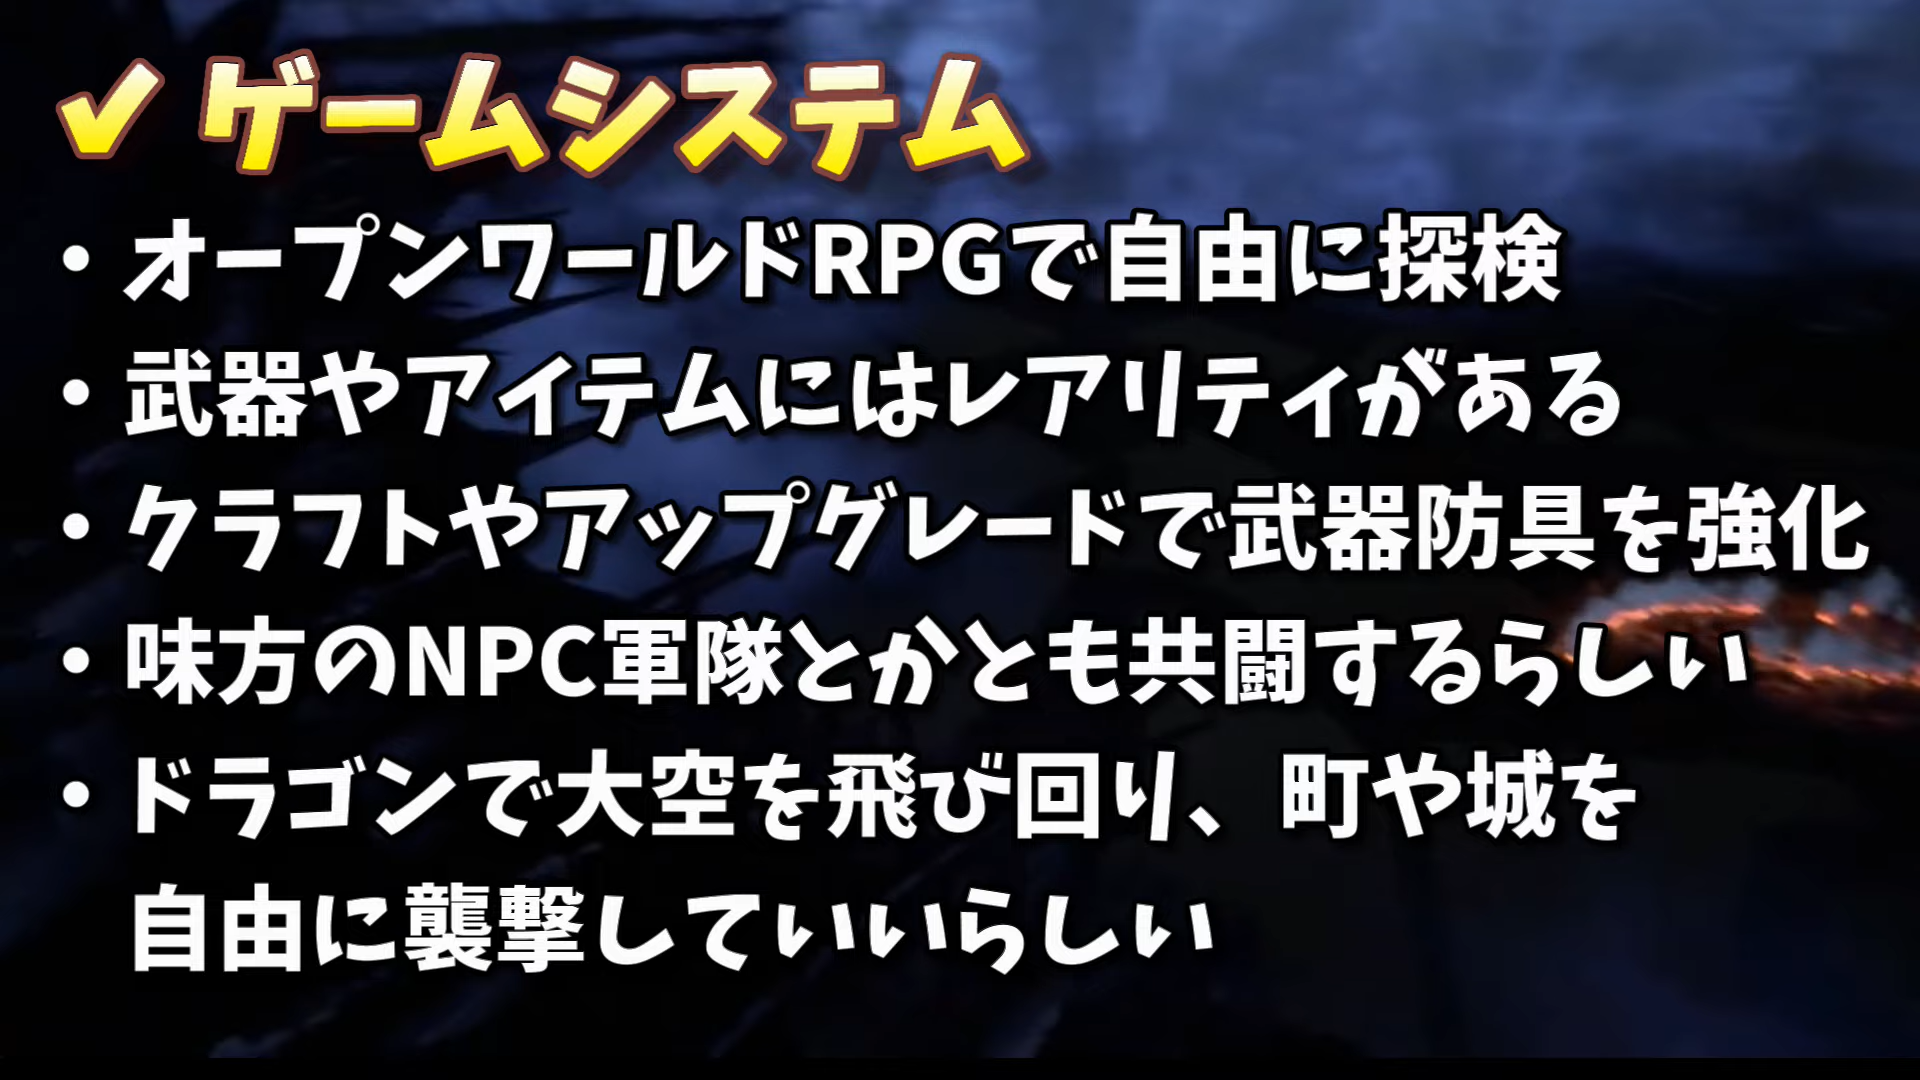 ✓ゲームシステム
・オープンワールドRPGで自由に探検
・武器やアイテムにはレアリティがある
・クラフトやアップグレードで武器防具を強化
・味方のNPC軍隊とかとも共闘するらしい
・ドラゴンで大空を飛び回り、町や城を
自由に襲撃していいらしい